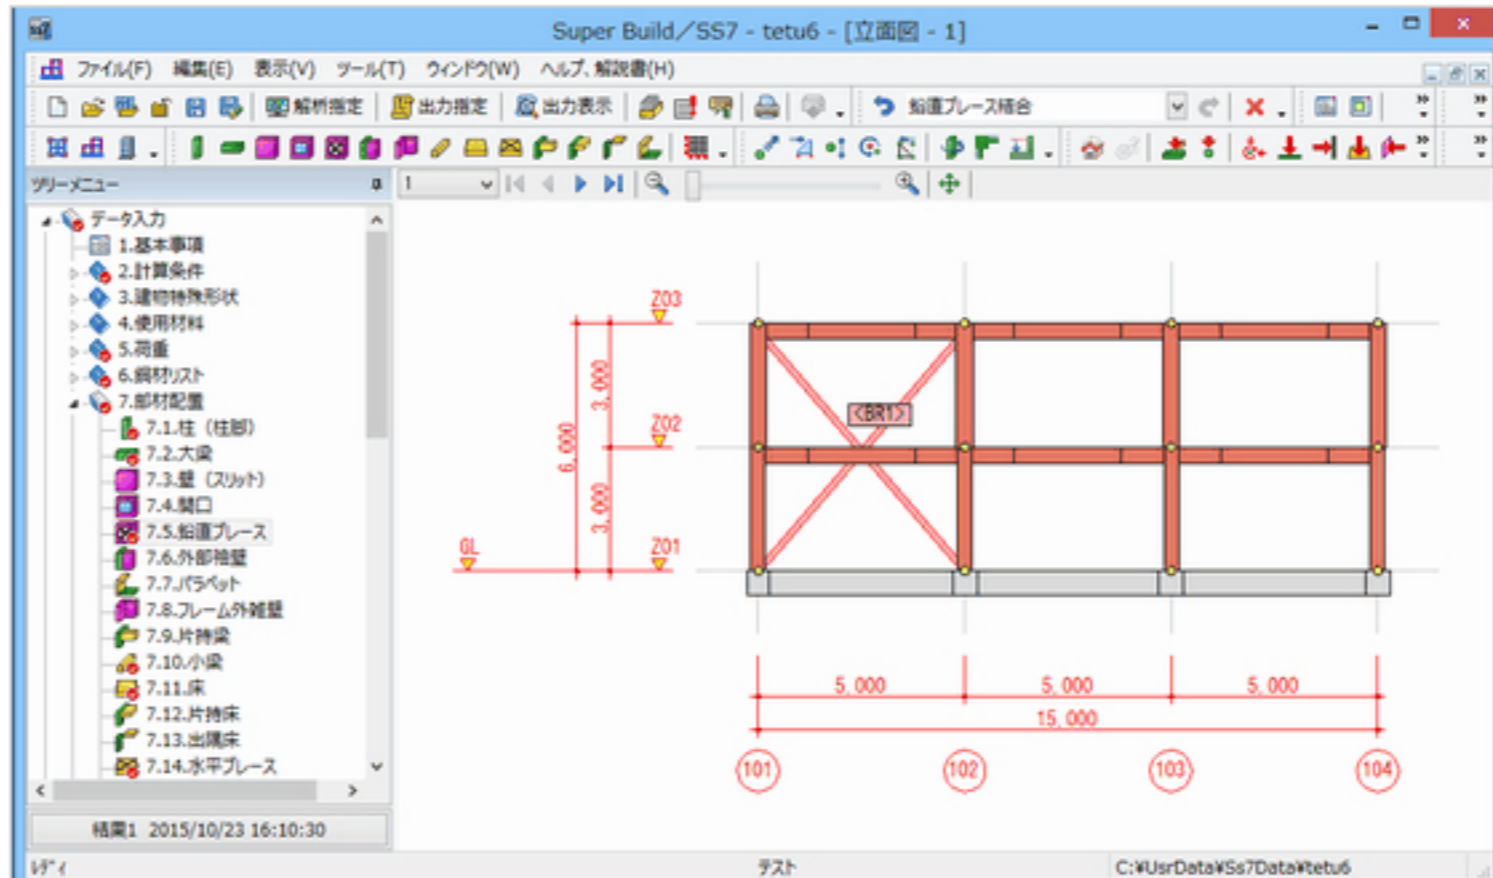 Super Build／SS7 - tetu6 - [立面図 - 1]
ファイル(F) 編集(E) 表示(V) ツール(T) ウィンドウ(W) ヘルプ、解説書(H)
解析指定 出力指定 出力表示 鉛直ブレース結合
ツリーメニュー 1
データ入力
1.基本事項
2.計算条件
3.建物特殊形状
4.使用材料
5.荷重
6.鋼材リスト
7.部材配置
7.1.柱（柱脚）
7.2.大梁
7.3.壁（スリット）
7.4.開口
7.5.鉛直ブレース
7.6.外部袖壁
7.7.パラペット
7.8.フレーム外雑壁
7.9.片持梁
7.10.小梁
7.11.床
7.12.片持床
7.13.出隅床
7.14.水平ブレース
結果1 2015/10/23 16:10:30
Z03
3,000
<BR1>
Z02
6,000
3,000
GL
Z01
5,000 5,000 5,000
15,000
101 102 103 104
レディ テスト C:¥UsrData¥Ss7Data¥tetu6